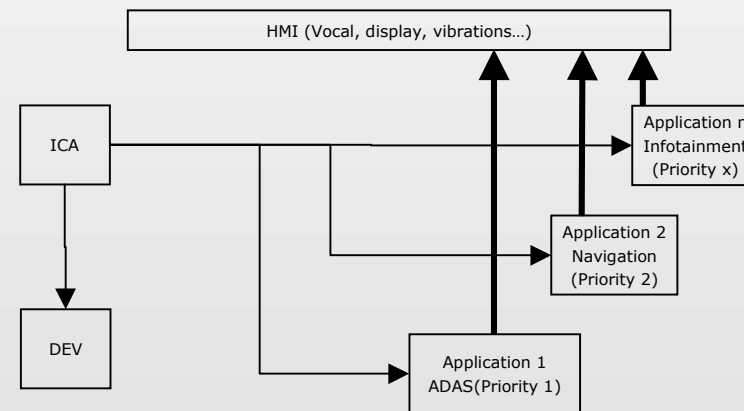 HMI (Vocal, display, vibrations…)
ICA
Application n
Infotainment
(Priority x)
Application 2
Navigation
(Priority 2)
DEV
Application 1
ADAS(Priority 1)